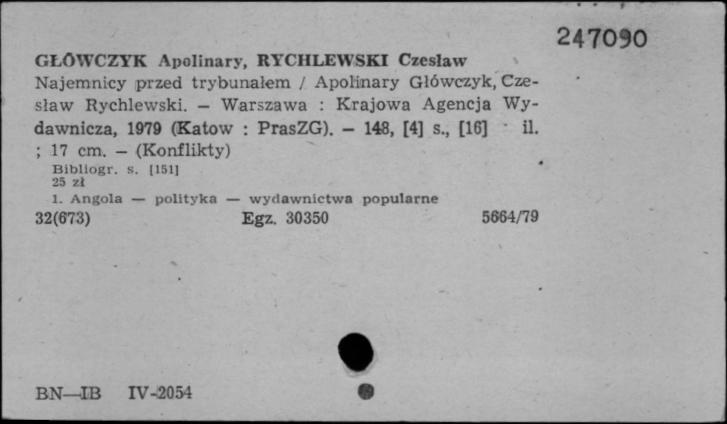 247090
GŁÓWCZYK Apolinary, RYCHLEWSKI Czesław
Najemnicy przed trybunałem / Apolinary Główczyk, Cze-
sław Rychlewski. — Warszawa : Krajowa Agencja Wy-
dawnicza, 1979 (Katow : PrasZG). — 148, [4] s., [16] il.
; 17 cm. — (Konflikty)
Bibliogr. s. [151]
25 zł
1. Angola — polityka — wydawnictwa popularne
32(673) Egz. 30350 5664/79
BN—IB IV-2054